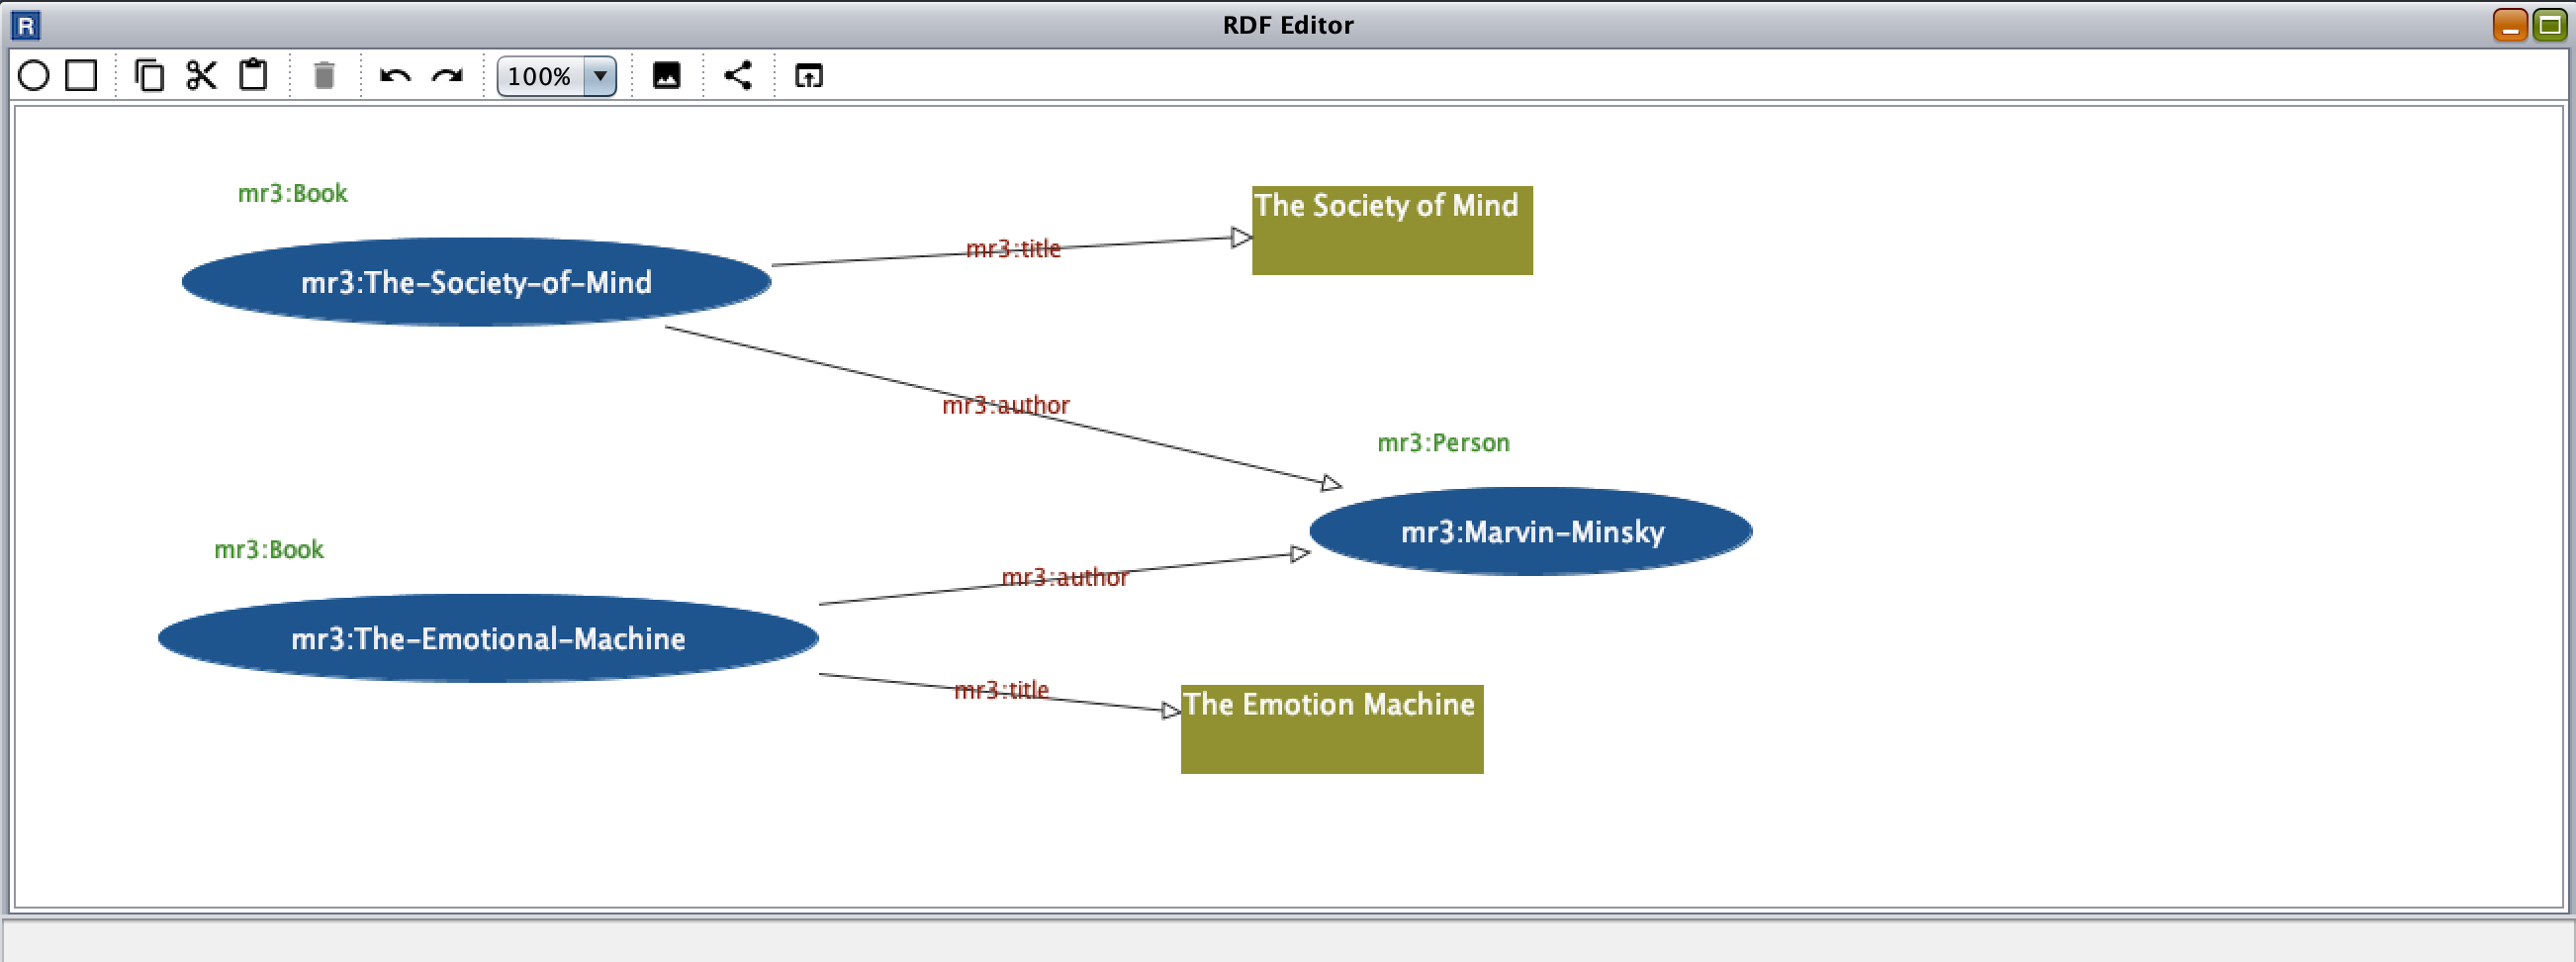 RDF Editor
R
100%
mr3:Book
The Society of Mind
mr3:title
mr3:The-Society-of-Mind
mr3:author
mr3:Person
mr3:Marvin-Minsky
mr3:Book
mr3:author
mr3:The-Emotional-Machine
mr3:title
The Emotion Machine